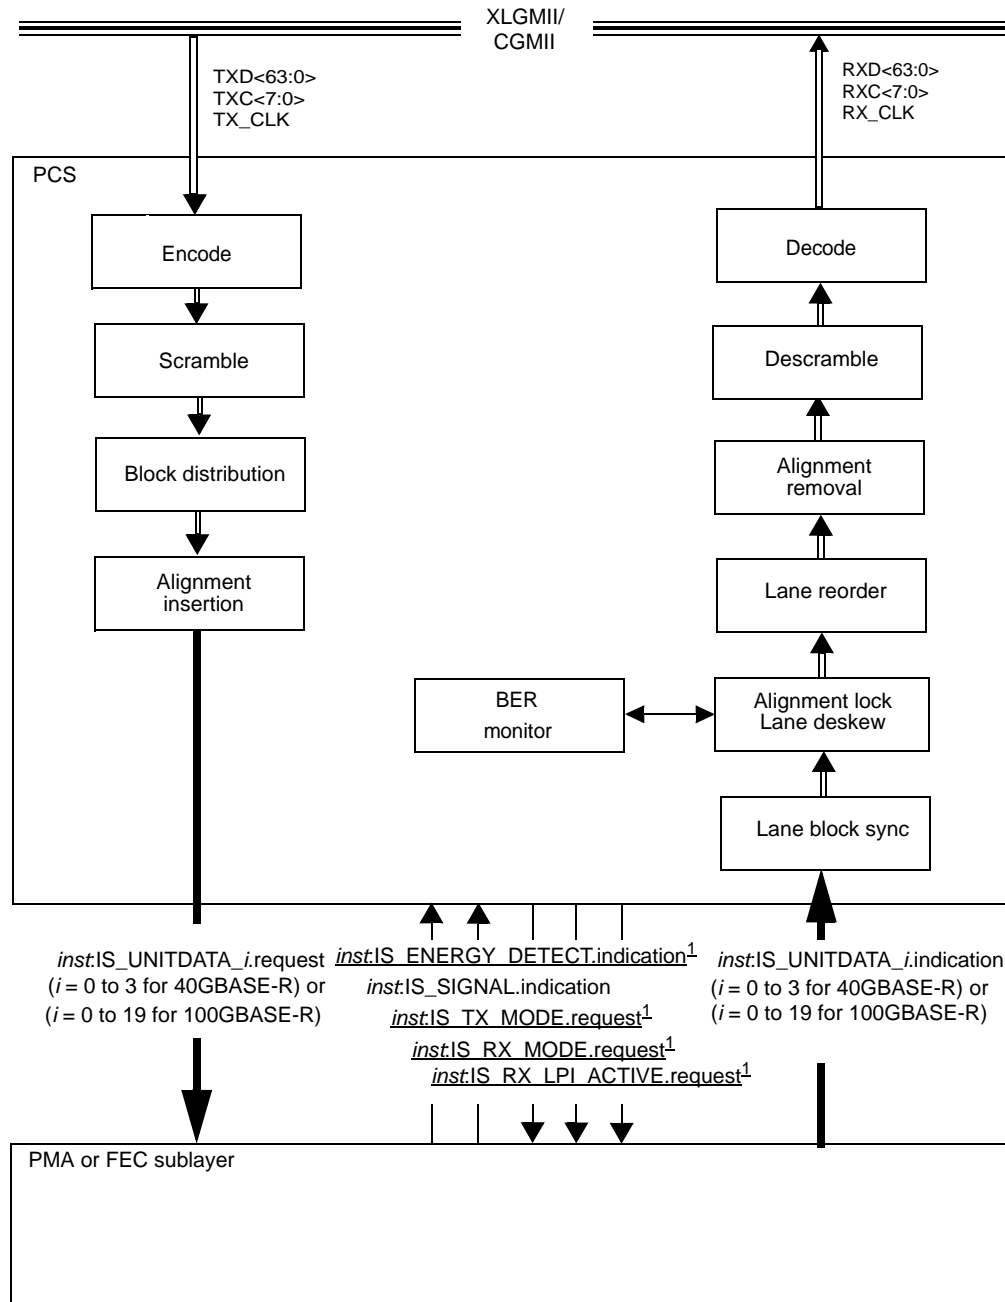 XLGMII/
CGMII
TXD<63:0>
TXC<7:0>
TX_CLK
RXD<63:0>
RXC<7:0>
RX_CLK
PCS
Encode
Scramble
Block distribution
Alignment
insertion
Decode
Descramble
Alignment
removal
Lane reorder
Alignment lock
Lane deskew
BER
monitor
Lane block sync
inst:IS_UNITDATA_i.request
(i = 0 to 3 for 40GBASE-R) or
(i = 0 to 19 for 100GBASE-R)
inst:IS_ENERGY_DETECT.indication1
inst:IS_SIGNAL.indication
inst:IS_TX_MODE.request1
inst:IS_RX_MODE.request1
inst:IS_RX_LPI_ACTIVE.request1
inst:IS_UNITDATA_i.indication
(i = 0 to 3 for 40GBASE-R) or
(i = 0 to 19 for 100GBASE-R)
PMA or FEC sublayer